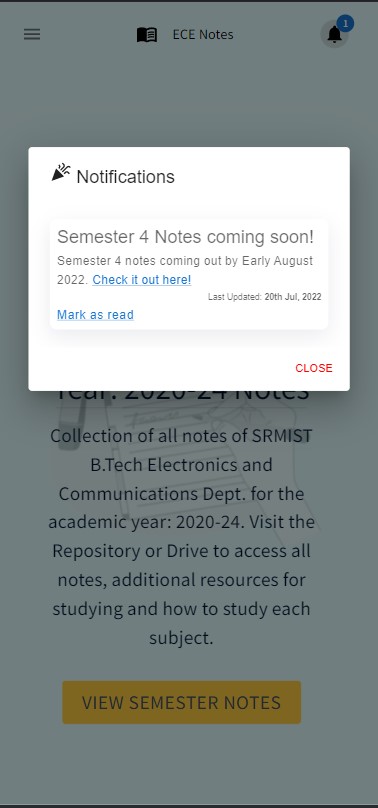 ECE Notes
1
Notifications
Semester 4 Notes coming soon!
Semester 4 notes coming out by Early August
2022. Check it out here!
Last Updated: 20th Jul, 2022
Mark as read
CLOSE
Year: 2020-24 Notes
Collection of all notes of SRMIST
B.Tech Electronics and
Communications Dept. for the
academic year: 2020-24. Visit the
Repository or Drive to access all
notes, additional resources for
studying and how to study each
subject.
VIEW SEMESTER NOTES